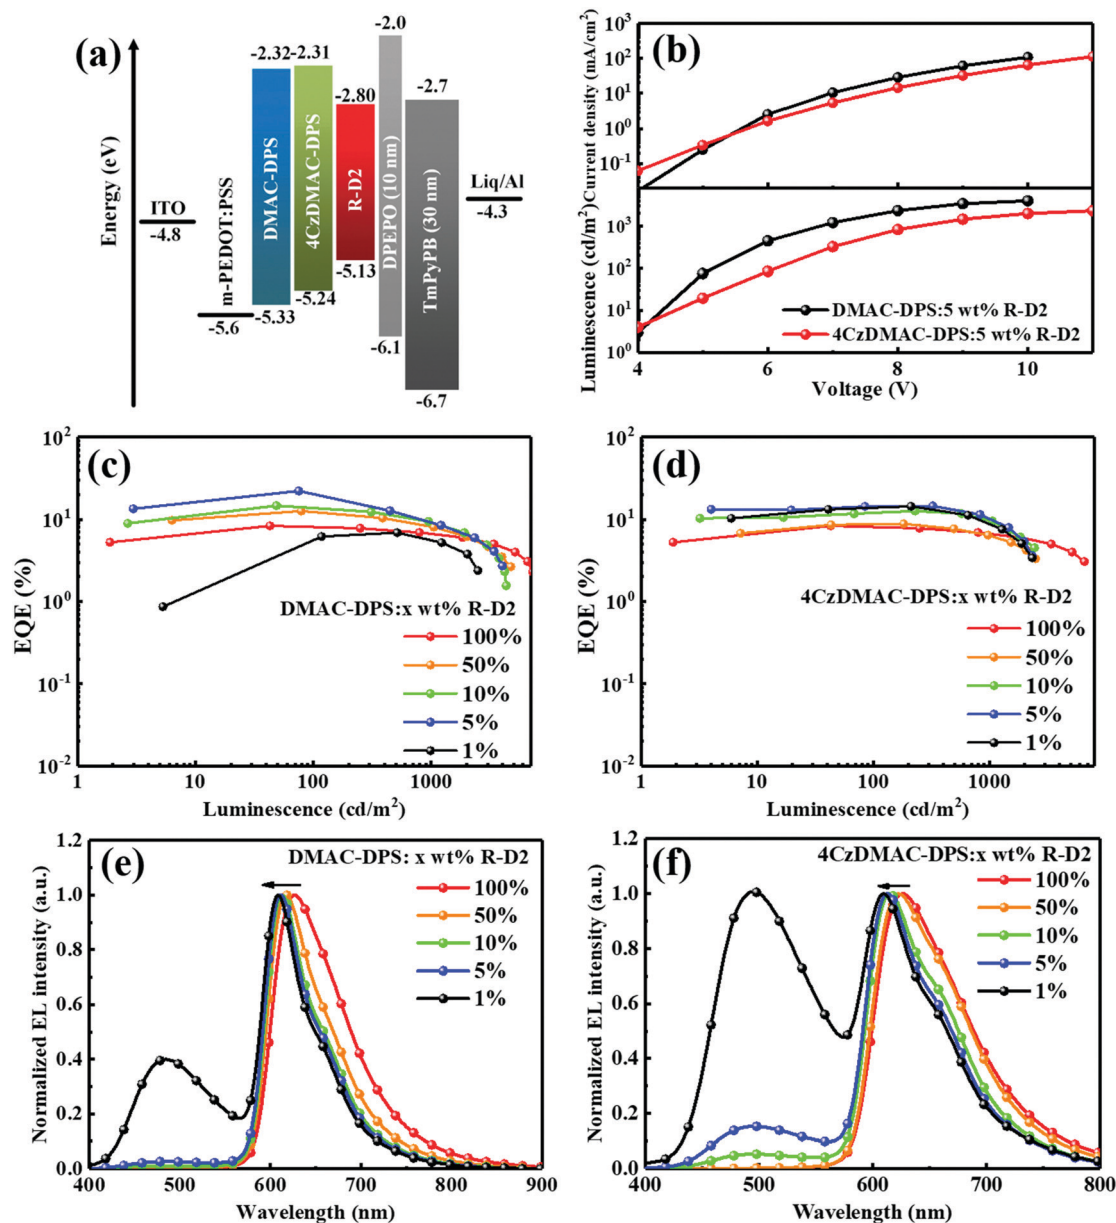 (a)
Energy (eV)
ITO
-4.8
m-PEDOT:PSS
-5.6
-2.32
DMAC-DPS
-5.33
-2.31
4CzDMAC-DPS
-5.24
-2.80
R-D2
-5.13
-2.0
DPEPO (10 nm)
-6.1
-2.7
TmPyPB (30 nm)
-6.7
Liq/Al
-4.3
(b)
Current density (mA/cm²)
10³
10²
10¹
10⁰
10⁻¹
Luminescence (cd/m²)
10³
10²
10¹
10⁰
DMAC-DPS:5 wt% R-D2
4CzDMAC-DPS:5 wt% R-D2
4 6 8 10
Voltage (V)
(c)
EQE (%)
10²
10¹
10⁰
10⁻¹
10⁻²
DMAC-DPS:x wt% R-D2
100%
50%
10%
5%
1%
1 10 100 1000
Luminescence (cd/m²)
(d)
EQE (%)
10²
10¹
10⁰
10⁻¹
10⁻²
4CzDMAC-DPS:x wt% R-D2
100%
50%
10%
5%
1%
1 10 100 1000
Luminescence (cd/m²)
(e)
Normalized EL intensity (a.u.)
1.2
1.0
0.8
0.6
0.4
0.2
0.0
DMAC-DPS: x wt% R-D2
100%
50%
10%
5%
1%
400 500 600 700 800 900
Wavelength (nm)
(f)
Normalized EL intensity (a.u.)
1.2
1.0
0.8
0.6
0.4
0.2
0.0
4CzDMAC-DPS:x wt% R-D2
100%
50%
10%
5%
1%
400 500 600 700 800
Wavelength (nm)